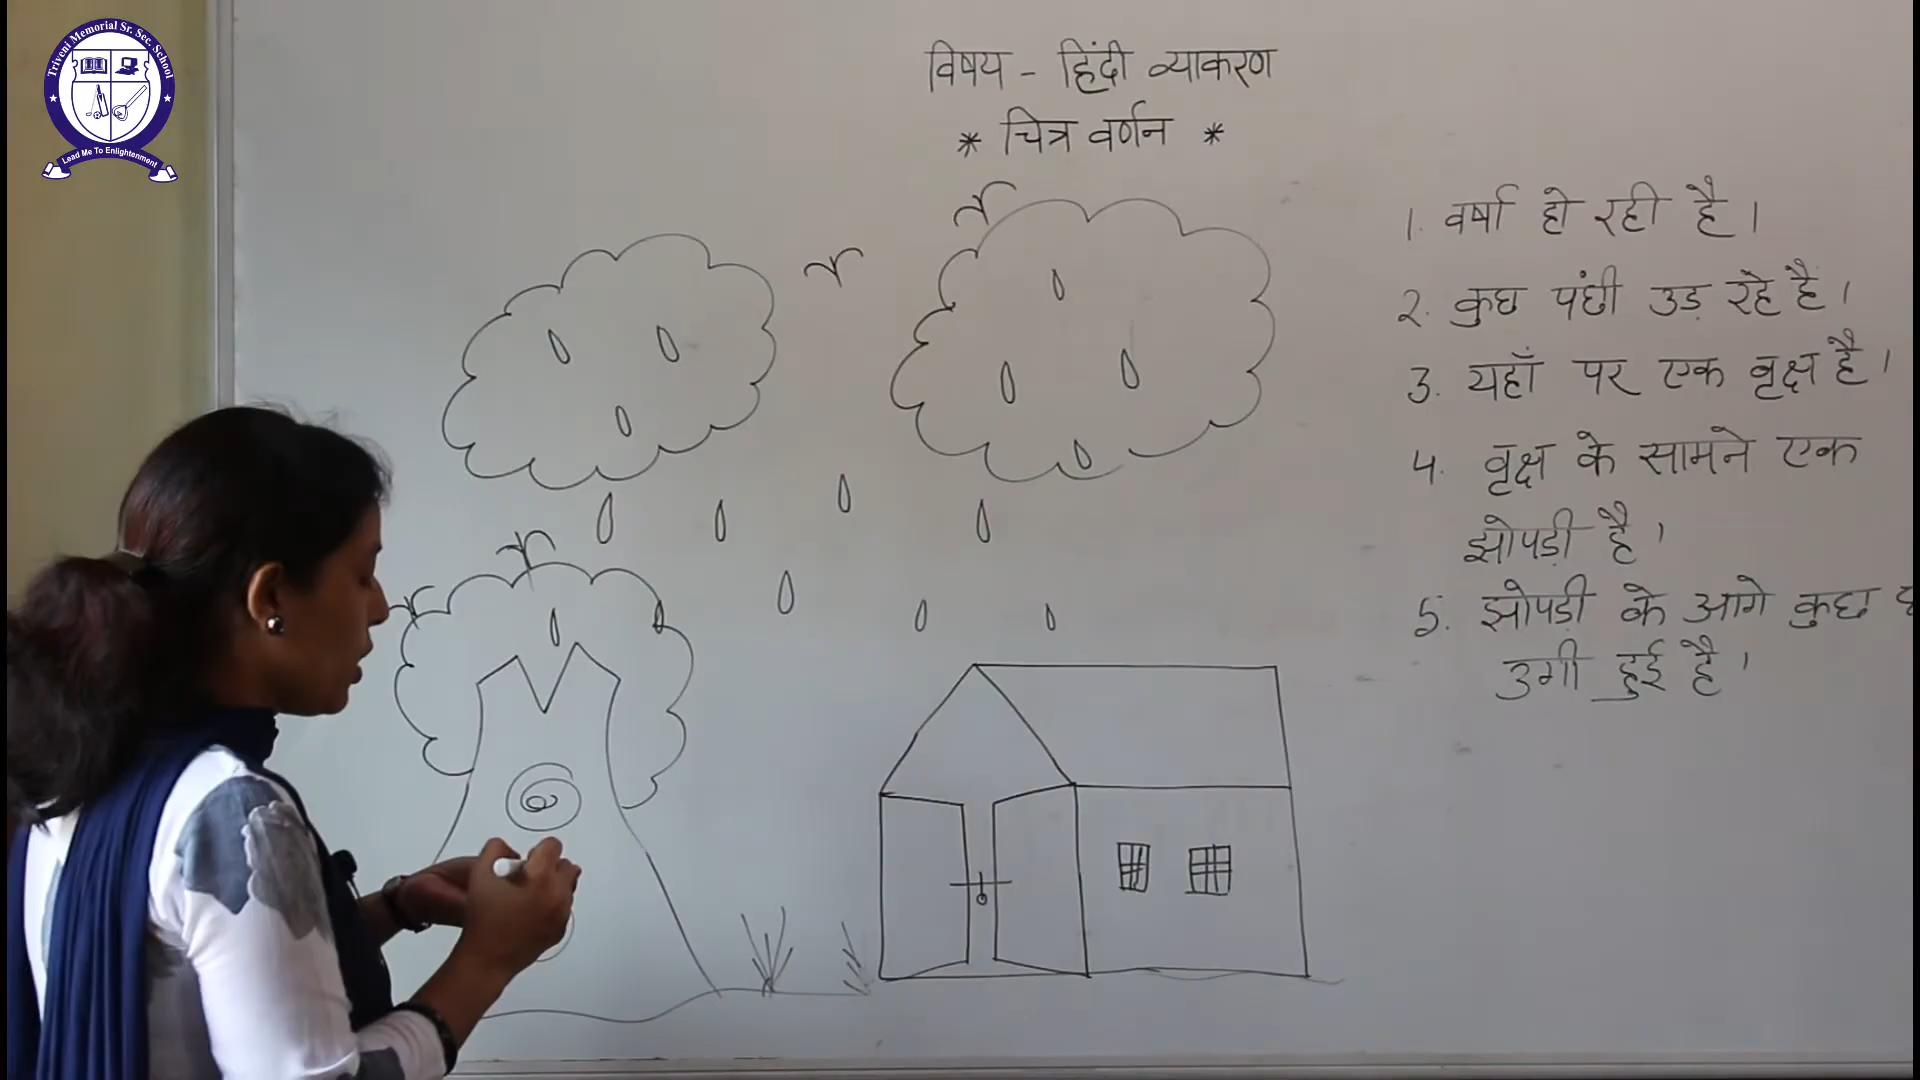 Triveni Memorial Sr. Sec. School
Lead Me To Enlightenment
विषय - हिंदी व्याकरण
* चित्र वर्णन *
1. वर्षा हो रही है।
2. कुछ पंछी उड़ रहे है।
3. यहाँ पर एक वृक्ष है।
4. वृक्ष के सामने एक
झोपड़ी है।
5. झोपड़ी के आगे कुछ
उगी हुई है।